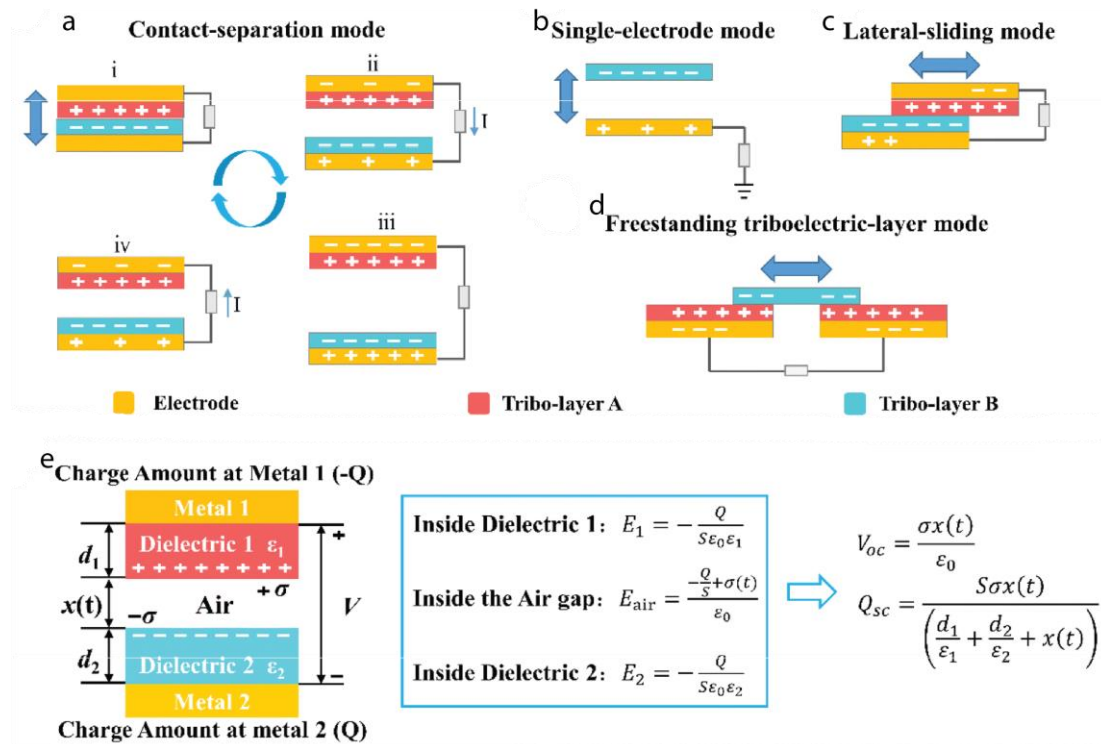 a
Contact-separation mode
i
+ + + + +
− − − − −
ii
− − −
+ + + + +
− − − − −
+ + +
I
iii
− − − − −
+ + + + +
− − − − −
+ + + + +
iv
− − −
+ + + + +
− − − − −
+ + +
I
b
Single-electrode mode
− − − − −
+ + +
c
Lateral-sliding mode
− −
+ + + + +
− − − − −
+ +
d
Freestanding triboelectric-layer mode
− − − −
+ + + + + + + + + +
− − − − − −
Electrode
Tribo-layer A
Tribo-layer B
e
Charge Amount at Metal 1 (-Q)
Metal 1
Dielectric 1 ε₁
+ + + + + + + +
d₁
+ σ
x(t)
Air
−σ
V
+
−
d₂
Dielectric 2 ε₂
Metal 2
Charge Amount at metal 2 (Q)
Inside Dielectric 1: E₁ = −Q/(Sε₀ε₁)
Inside the Air gap: E_air = (−Q/S+σ(t))/ε₀
Inside Dielectric 2: E₂ = −Q/(Sε₀ε₂)
V_oc = σx(t)/ε₀
Q_sc = Sσx(t)/(d₁/ε₁ + d₂/ε₂ + x(t))